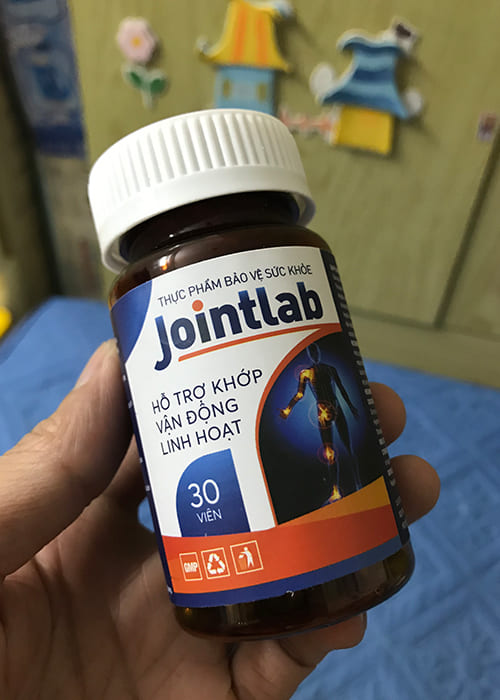 THỰC PHẨM BẢO VỆ SỨC KHỎE
Jointlab
HỖ TRỢ KHỚP
VẬN ĐỘNG
LINH HOẠT
30
VIÊN
GMP